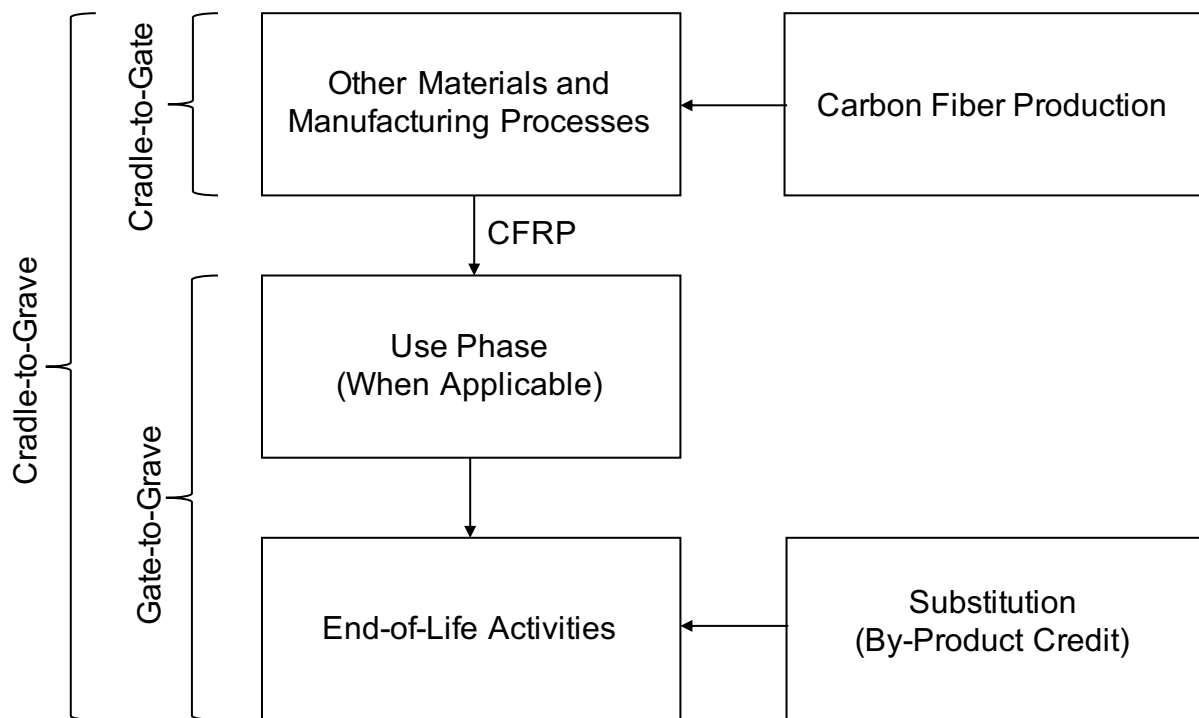 Cradle-to-Grave
Cradle-to-Gate
Other Materials and
Manufacturing Processes
Carbon Fiber Production
CFRP
Gate-to-Grave
Use Phase
(When Applicable)
End-of-Life Activities
Substitution
(By-Product Credit)